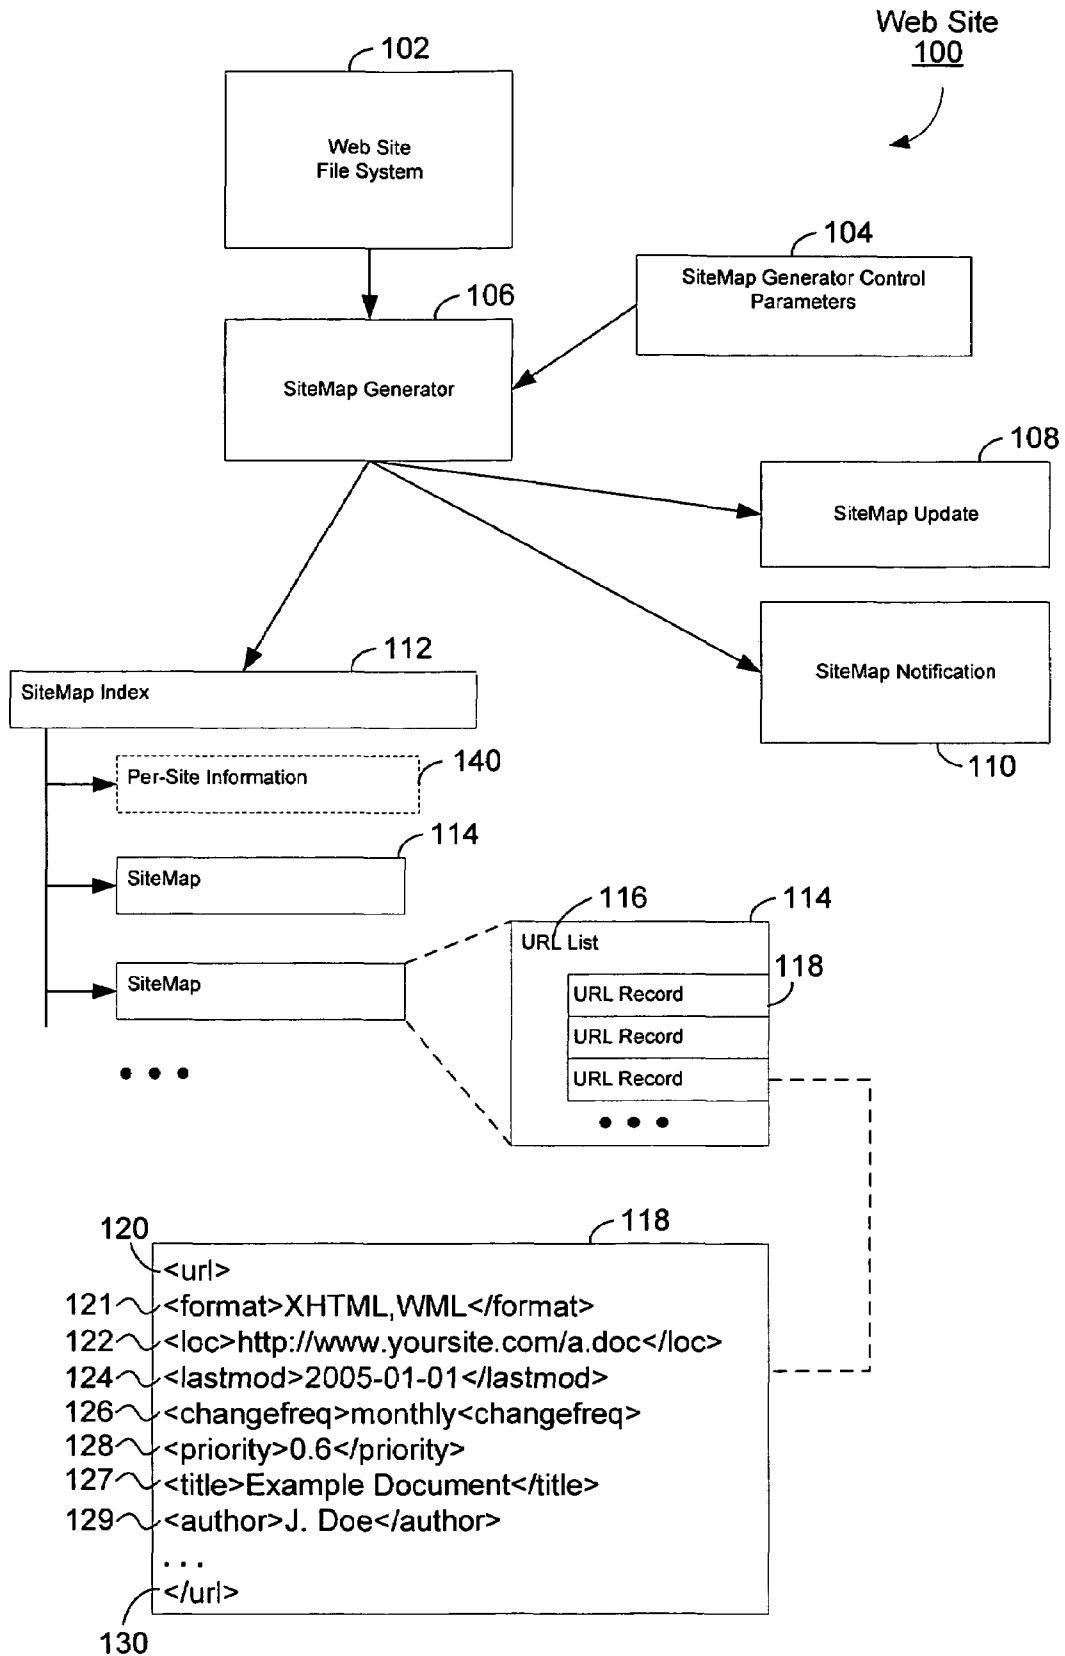 Web Site
100
102
Web Site
File System
104
SiteMap Generator Control
Parameters
106
SiteMap Generator
108
SiteMap Update
SiteMap Notification
110
112
SiteMap Index
Per-Site Information
140
114
SiteMap
SiteMap
116
114
URL List
118
URL Record
URL Record
URL Record
118
120
<url>
121 <format>XHTML,WML</format>
122 <loc>http://www.yoursite.com/a.doc</loc>
124 <lastmod>2005-01-01</lastmod>
126 <changefreq>monthly<changefreq>
128 <priority>0.6</priority>
127 <title>Example Document</title>
129 <author>J. Doe</author>
. . .
</url>
130